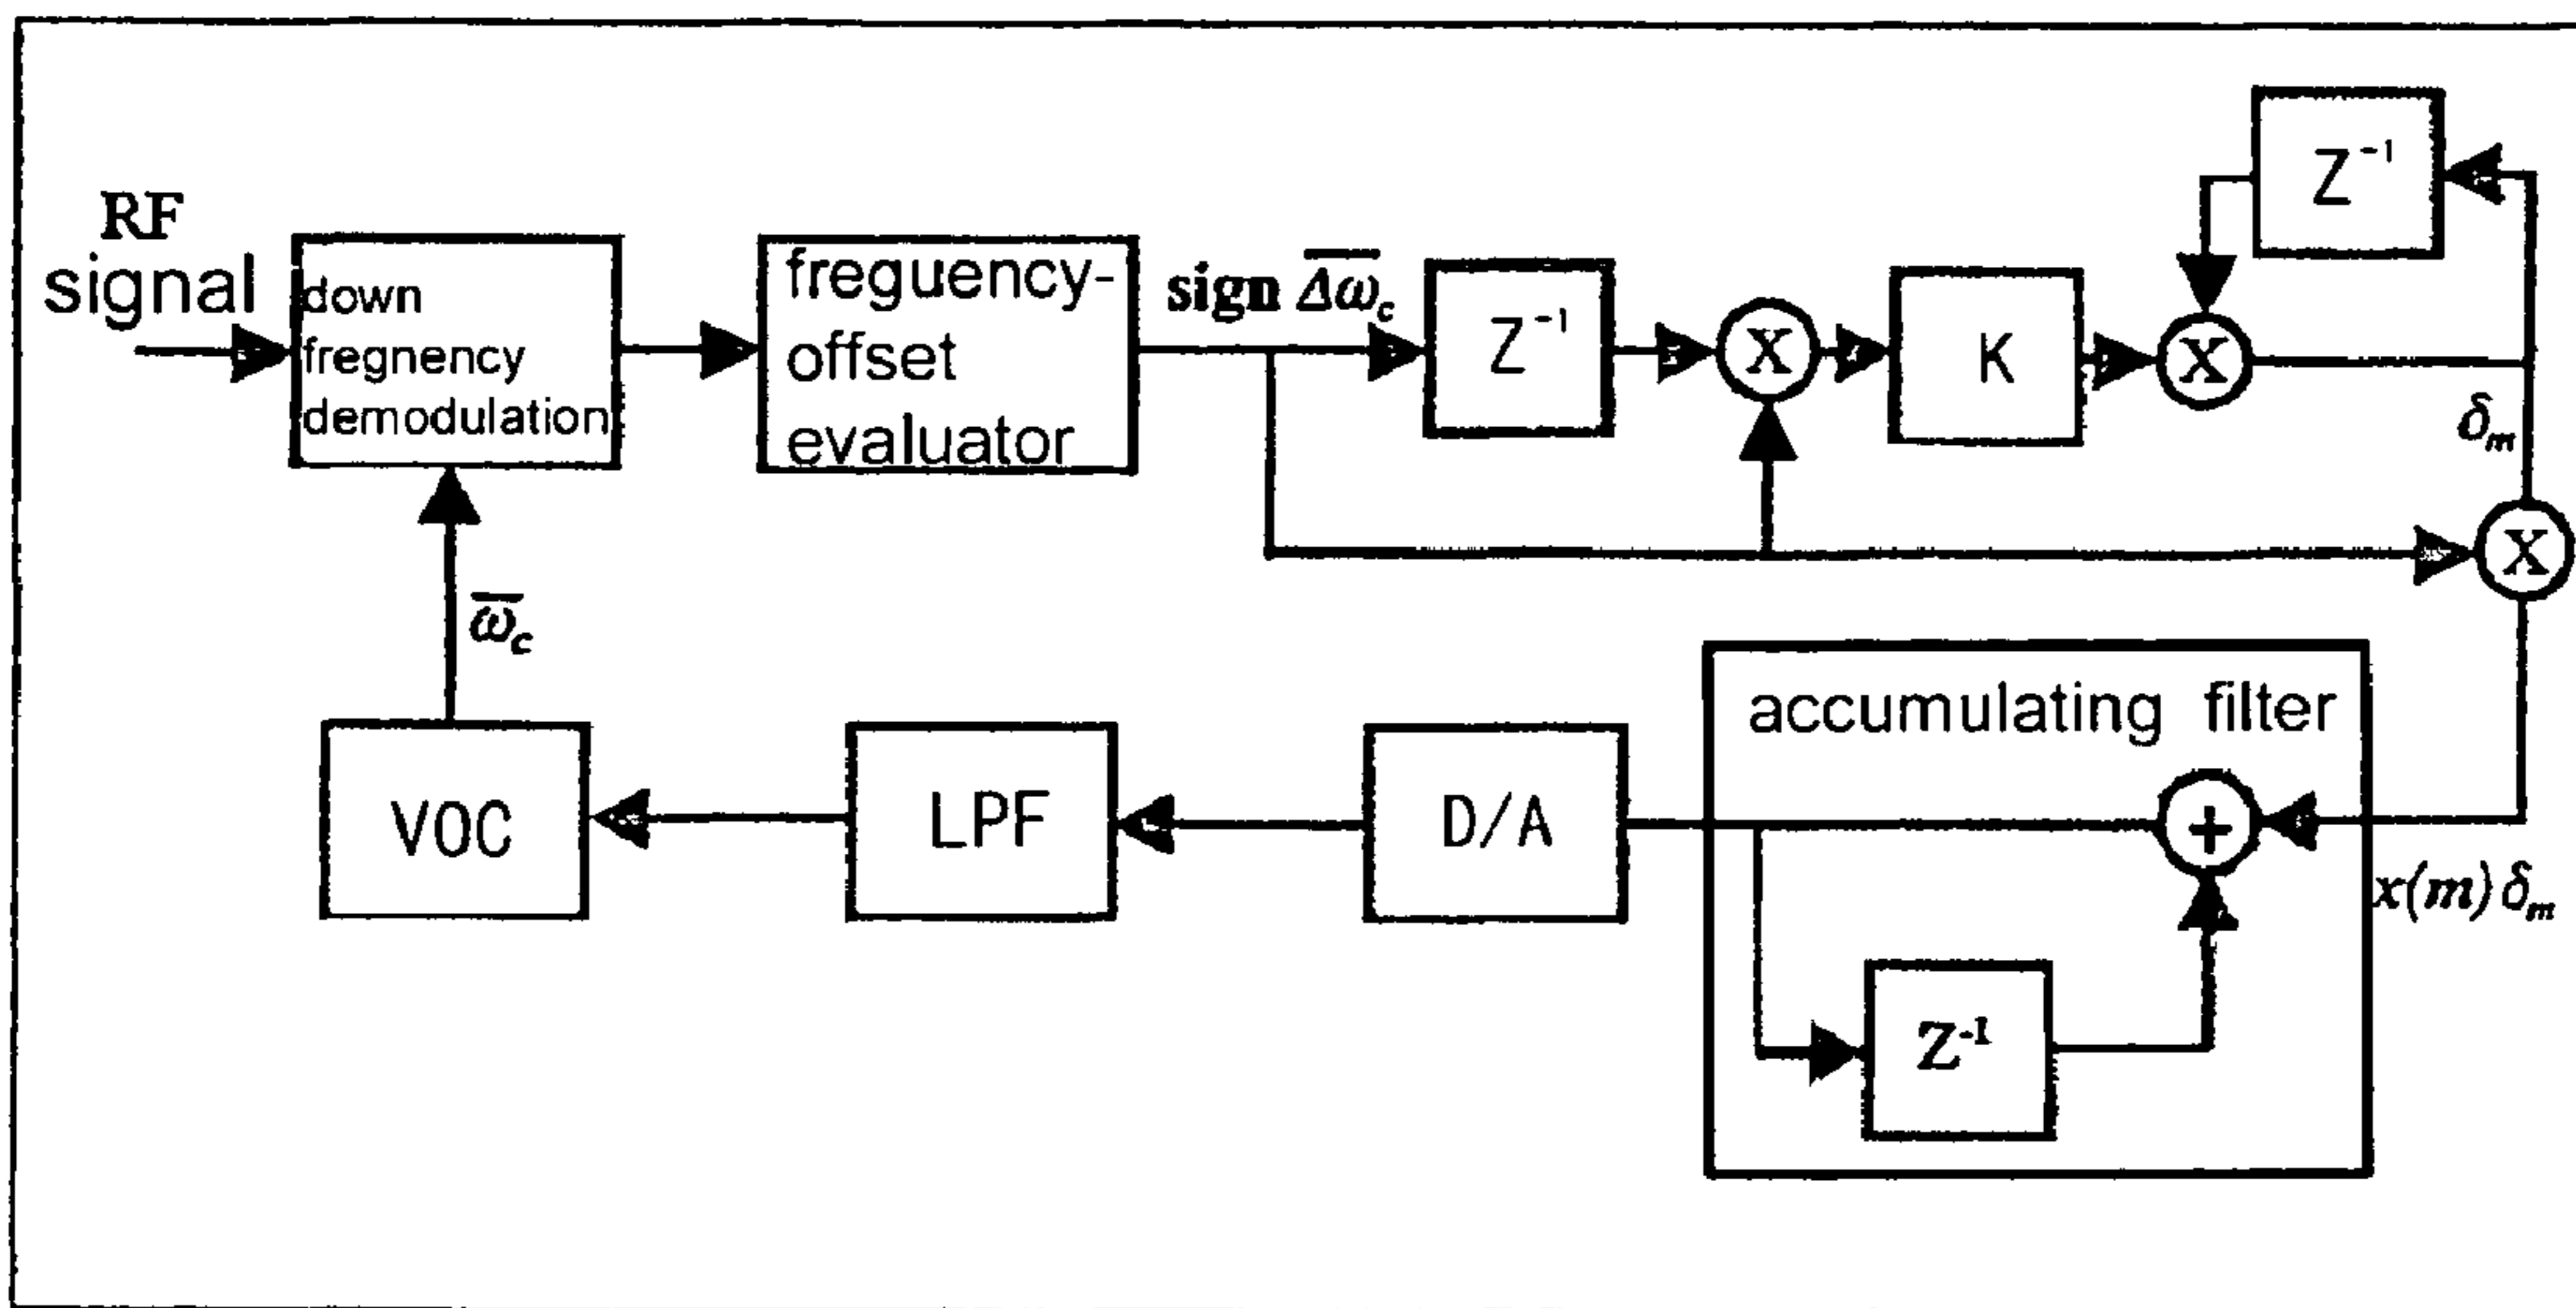 RF
signal
down
fregnency
demodulation
freguency-
offset
evaluator
sign Δω̅c
Z⁻¹
X
K
X
Z⁻¹
δm
X
ω̅c
VOC
LPF
D/A
accumulating filter
+
x(m)δm
Z⁻¹